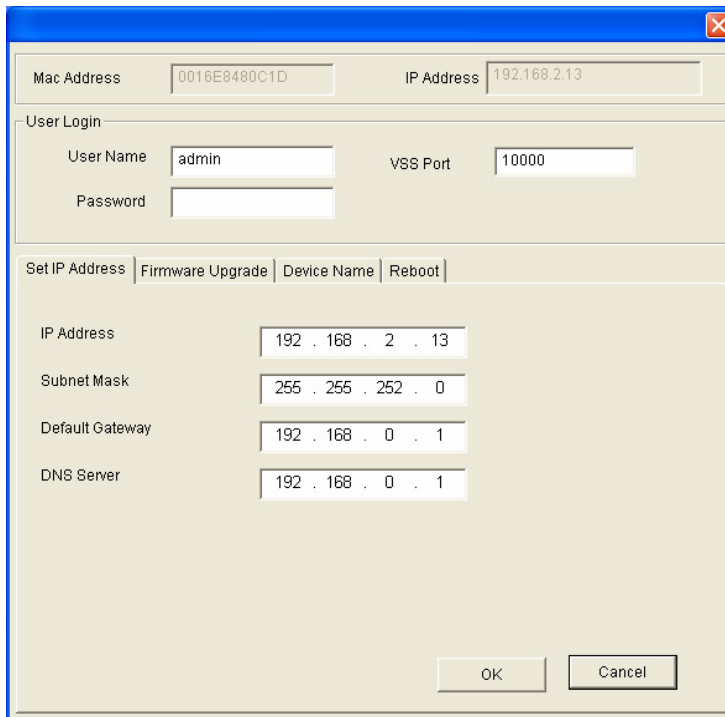 Mac Address 0016E8480C1D IP Address 192.168.2.13
User Login
User Name admin VSS Port 10000
Password
Set IP Address Firmware Upgrade Device Name Reboot
IP Address 192 . 168 . 2 . 13
Subnet Mask 255 . 255 . 252 . 0
Default Gateway 192 . 168 . 0 . 1
DNS Server 192 . 168 . 0 . 1
OK Cancel